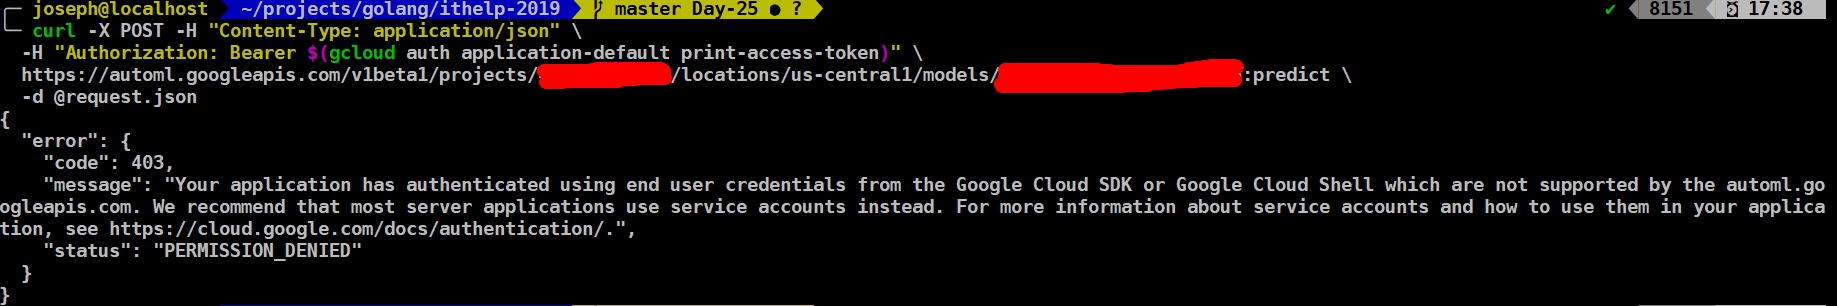 joseph@localhost ~/projects/golang/ithelp-2019 master Day-25 ● ? ✔ 8151 17:38
curl -X POST -H "Content-Type: application/json" \
-H "Authorization: Bearer $(gcloud auth application-default print-access-token)" \
https://automl.googleapis.com/v1beta1/projects/ /locations/us-central1/models/ :predict \
-d @request.json
{
"error": {
"code": 403,
"message": "Your application has authenticated using end user credentials from the Google Cloud SDK or Google Cloud Shell which are not supported by the automl.go
ogleapis.com. We recommend that most server applications use service accounts instead. For more information about service accounts and how to use them in your applica
tion, see https://cloud.google.com/docs/authentication/.",
"status": "PERMISSION_DENIED"
}
}